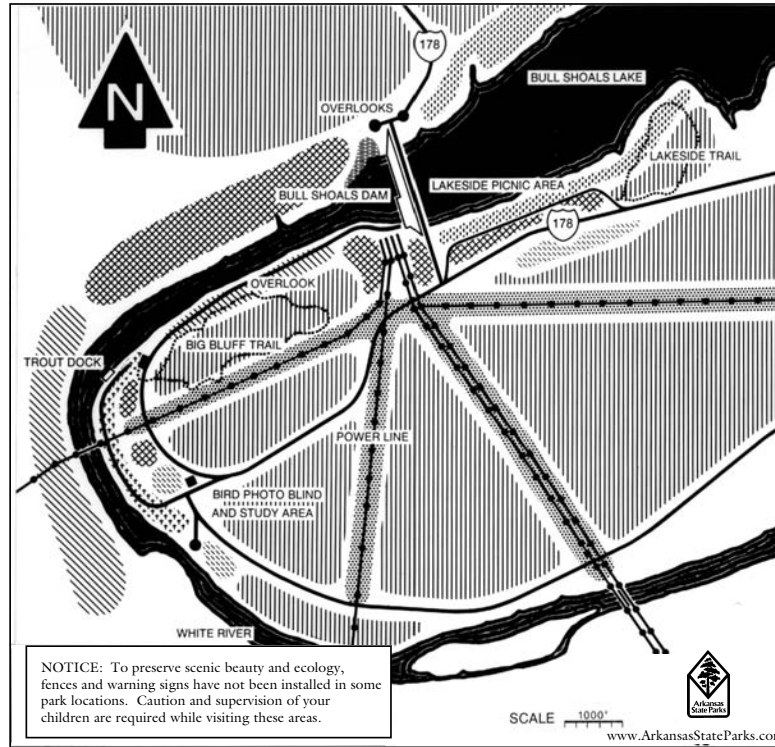 178
N
BULL SHOALS LAKE
OVERLOOKS
LAKESIDE TRAIL
BULL SHOALS DAM
LAKESIDE PICNIC AREA
178
OVERLOOK
BIG BLUFF TRAIL
TROUT DOCK
POWER LINE
BIRD PHOTO BLIND
AND STUDY AREA
WHITE RIVER
NOTICE: To preserve scenic beauty and ecology,
fences and warning signs have not been installed in some
park locations. Caution and supervision of your
children are required while visiting these areas.
SCALE 1000'
Arkansas
State Parks
www.ArkansasStateParks.com